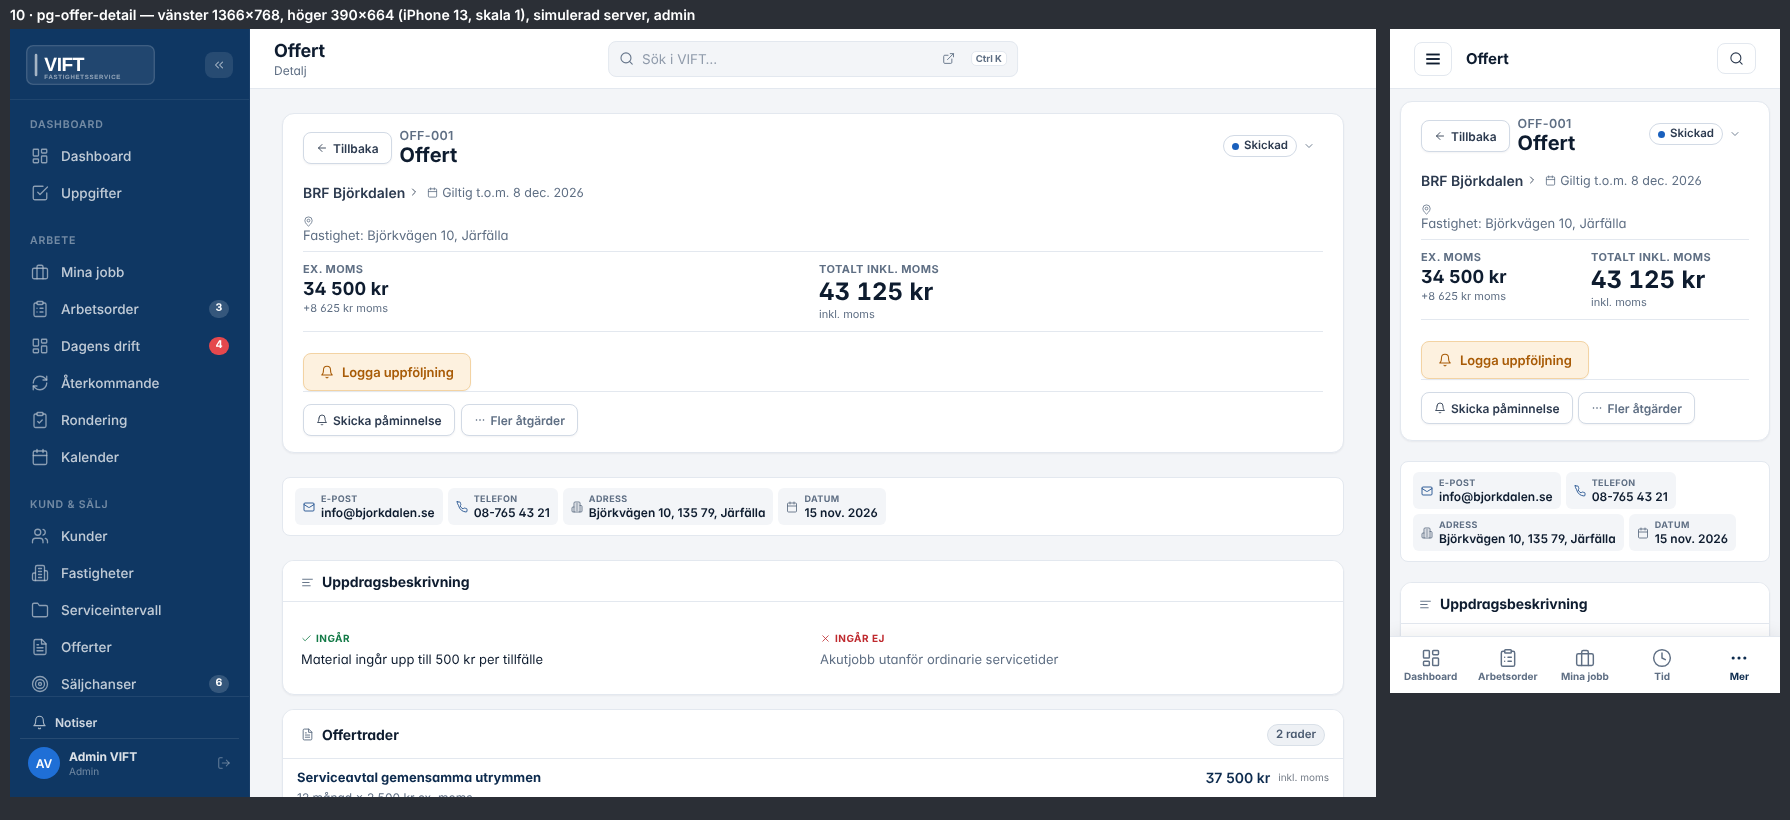 10 · pg-offer-detail — vänster 1366×768, höger 390×664 (iPhone 13, skala 1), simulerad server, admin
VIFT
FASTIGHETSSERVICE
DASHBOARD
Dashboard
Uppgifter
ARBETE
Mina jobb
Arbetsorder 3
Dagens drift 4
Återkommande
Rondering
Kalender
KUND & SÄLJ
Kunder
Fastigheter
Serviceintervall
Offerter
Säljchanser 6
Notiser
AV Admin VIFT
Admin
Offert
Detalj
Sök i VIFT... Ctrl K
Tillbaka
OFF-001
Offert
Skickad
BRF Björkdalen Giltig t.o.m. 8 dec. 2026
Fastighet: Björkvägen 10, Järfälla
EX. MOMS
34 500 kr
+8 625 kr moms
TOTALT INKL. MOMS
43 125 kr
inkl. moms
Logga uppföljning
Skicka påminnelse
Fler åtgärder
E-POST
info@bjorkdalen.se
TELEFON
08-765 43 21
ADRESS
Björkvägen 10, 135 79, Järfälla
DATUM
15 nov. 2026
Uppdragsbeskrivning
INGÅR
Material ingår upp till 500 kr per tillfälle
INGÅR EJ
Akutjobb utanför ordinarie servicetider
Offertrader 2 rader
Serviceavtal gemensamma utrymmen 37 500 kr inkl. moms
Offert
Tillbaka
OFF-001
Offert
Skickad
BRF Björkdalen Giltig t.o.m. 8 dec. 2026
Fastighet: Björkvägen 10, Järfälla
EX. MOMS
34 500 kr
+8 625 kr moms
TOTALT INKL. MOMS
43 125 kr
inkl. moms
Logga uppföljning
Skicka påminnelse
Fler åtgärder
E-POST
info@bjorkdalen.se
TELEFON
08-765 43 21
ADRESS
Björkvägen 10, 135 79, Järfälla
DATUM
15 nov. 2026
Uppdragsbeskrivning
Dashboard
Arbetsorder
Mina jobb
Tid
Mer